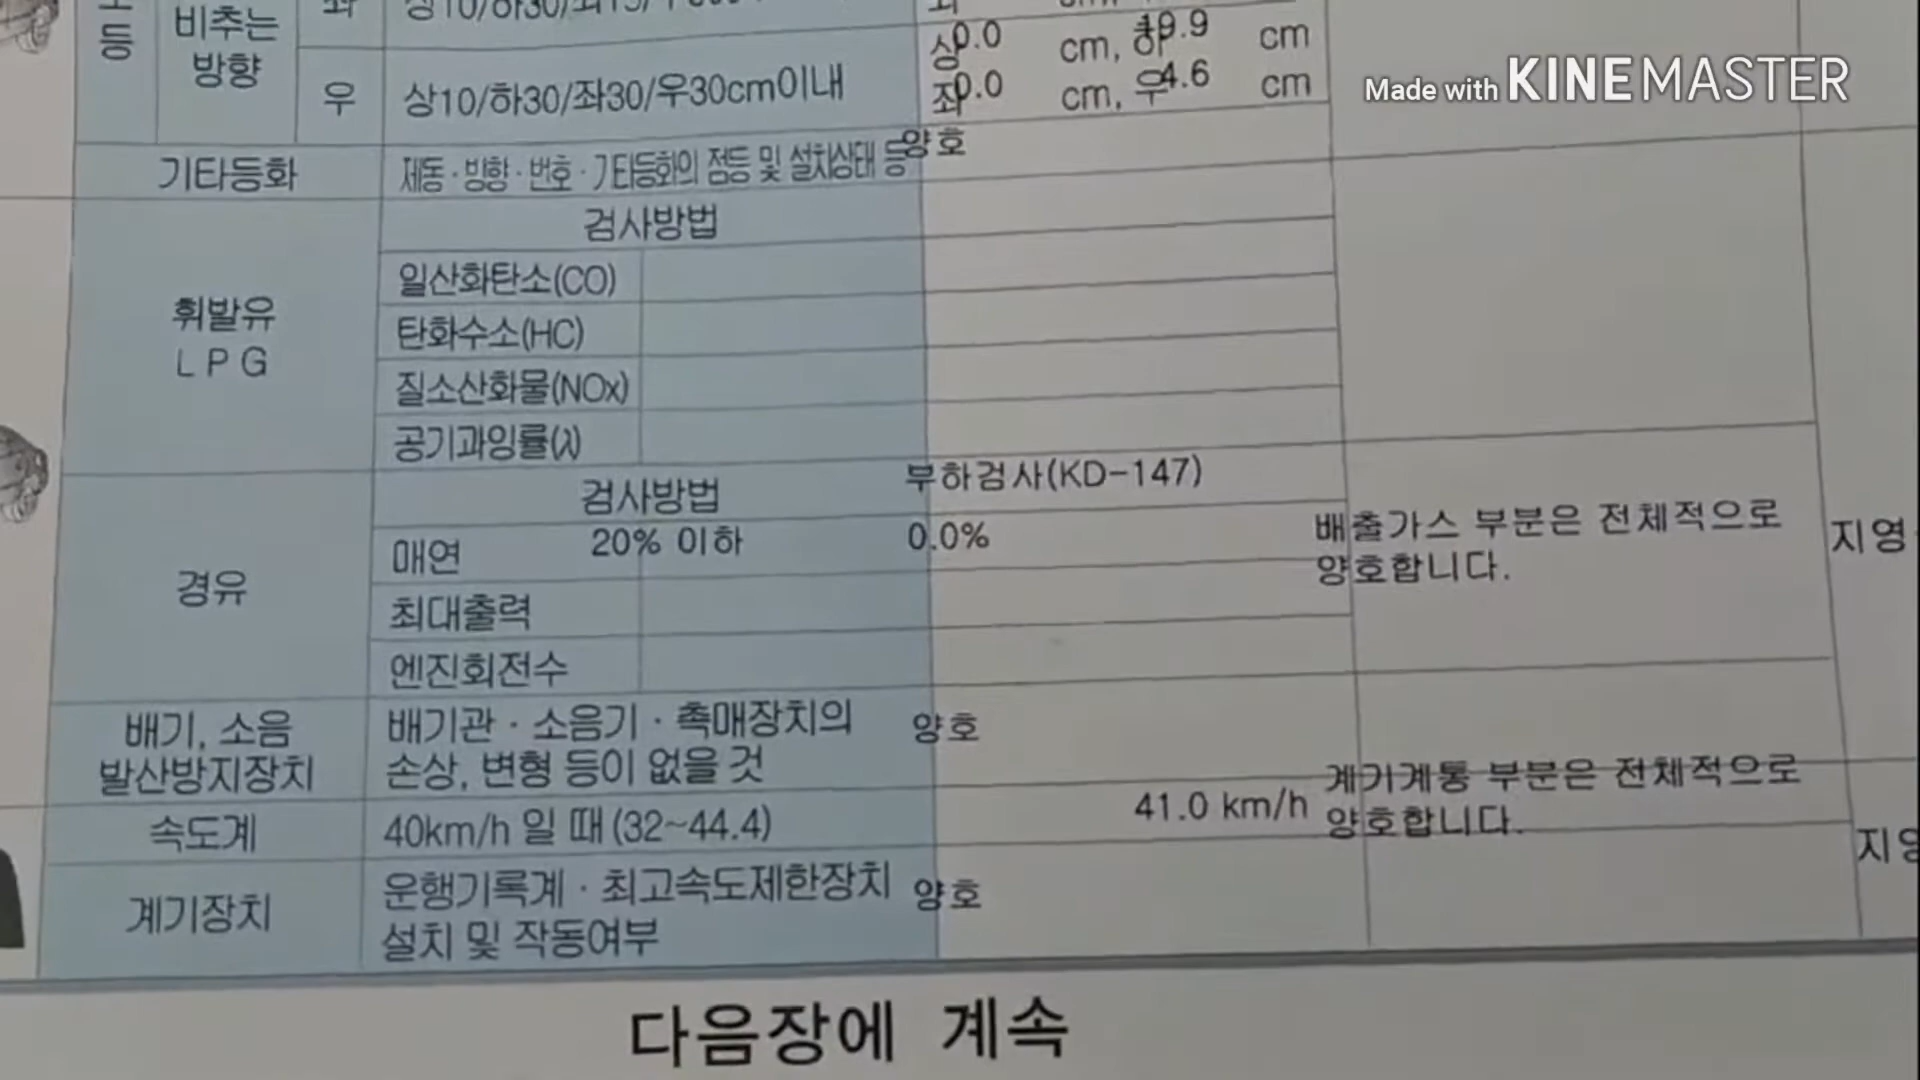 등
비추는
방향
상 0.0 cm, 하 19.9 cm
우
상10/하30/좌30/우30cm이내
좌 0.0 cm, 우 4.6 cm
Made with KINEMASTER
기타등화
제동·방향·번호·기타등화의 점등 및 설치상태 등
양호
검사방법
휘발유
LPG
일산화탄소(CO)
탄화수소(HC)
질소산화물(NOx)
공기과잉률(λ)
경유
검사방법
부하검사(KD-147)
매연
20% 이하
0.0%
최대출력
엔진회전수
배출가스 부분은 전체적으로
양호합니다.
지영
배기, 소음
발산방지장치
배기관·소음기·촉매장치의
손상, 변형 등이 없을 것
양호
속도계
40km/h 일 때(32~44.4)
41.0 km/h
계기계통 부분은 전체적으로
양호합니다.
계기장치
운행기록계·최고속도제한장치
설치 및 작동여부
양호
다음장에 계속